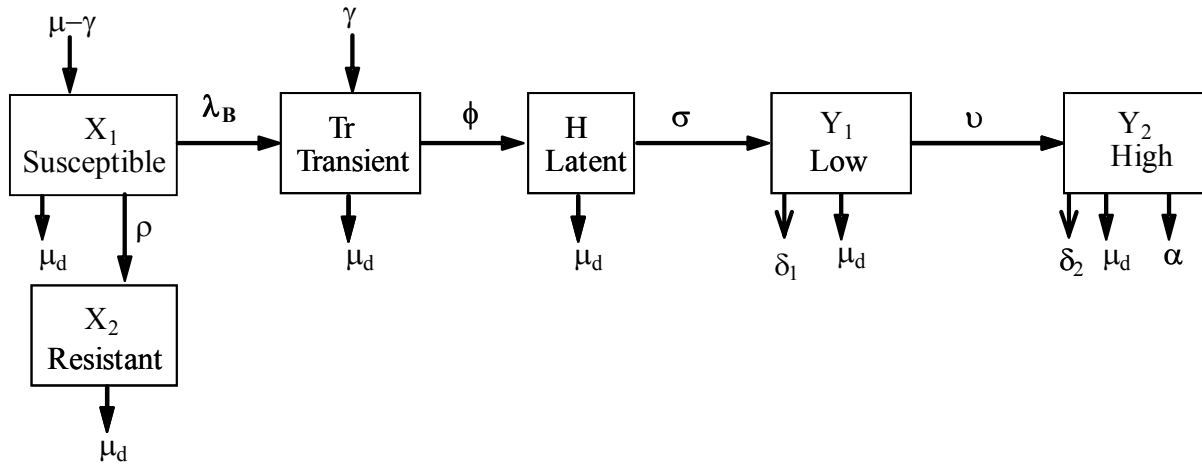 μ−γ
γ
X₁
Susceptible
λ_B
Tr
Transient
ϕ
H
Latent
σ
Y₁
Low
υ
Y₂
High
μd
ρ
μd
μd
δ₁
μd
δ₂
μd
α
X₂
Resistant
μd